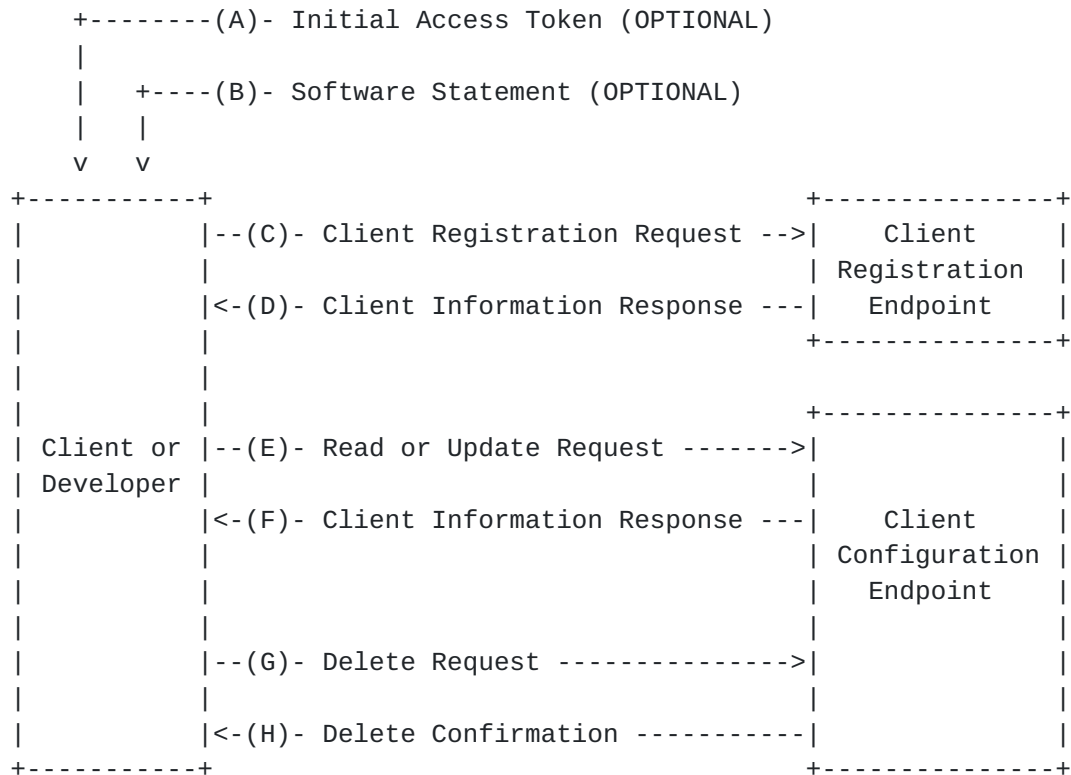 +--------(A)- Initial Access Token (OPTIONAL)
|
|   +----(B)- Software Statement (OPTIONAL)
|   |
v   v
+-----------+                                      +---------------+
|           |--(C)- Client Registration Request -->|    Client     |
|           |                                      | Registration  |
|           |<-(D)- Client Information Response ---|   Endpoint    |
|           |                                      +---------------+
|           |
|           |                                      +---------------+
| Client or |--(E)- Read or Update Request ------->|               |
| Developer |                                      |               |
|           |<-(F)- Client Information Response ---|    Client     |
|           |                                      | Configuration |
|           |                                      |   Endpoint    |
|           |                                      |               |
|           |--(G)- Delete Request --------------->|               |
|           |                                      |               |
|           |<-(H)- Delete Confirmation -----------|               |
+-----------+                                      +---------------+